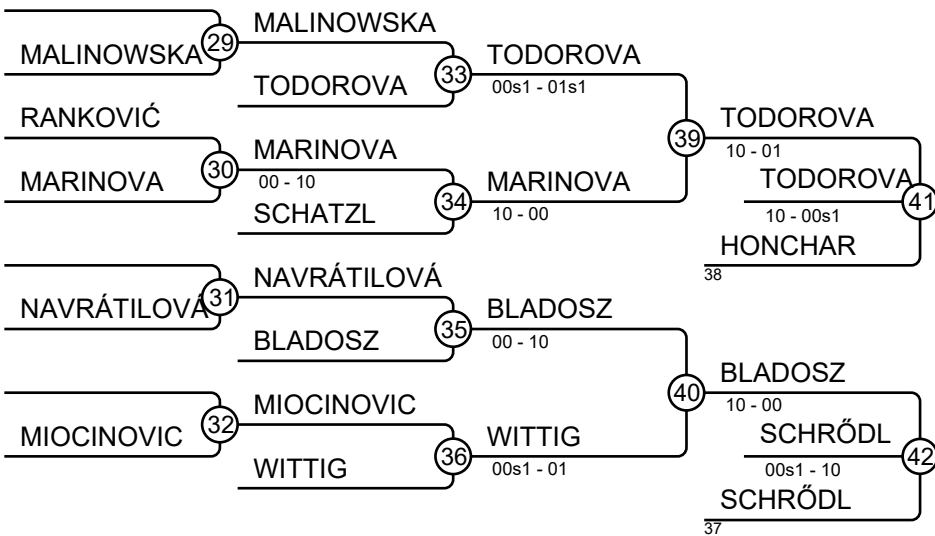 MALINOWSKA
29
MALINOWSKA
TODOROVA
33
TODOROVA
00s1 - 01s1
RANKOVIĆ
MARINOVA
30
MARINOVA
00 - 10
SCHATZL
34
MARINOVA
10 - 00
39
TODOROVA
10 - 01
TODOROVA
10 - 00s1
41
HONCHAR
38
NAVRÁTILOVÁ
31
NAVRÁTILOVÁ
BLADOSZ
35
BLADOSZ
00 - 10
MIOCINOVIC
32
MIOCINOVIC
WITTIG
36
WITTIG
00s1 - 01
40
BLADOSZ
10 - 00
SCHRŐDL
00s1 - 10
42
SCHRŐDL
37